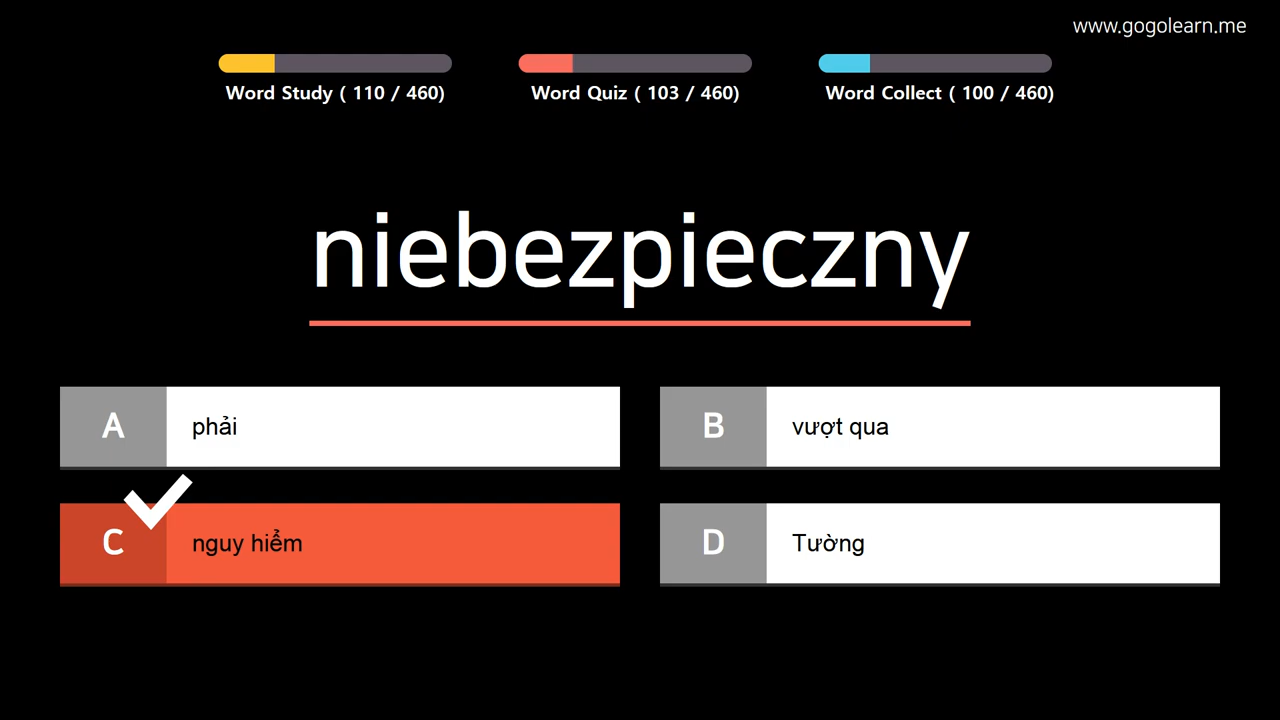 www.gogolearn.me
Word Study ( 110 / 460)
Word Quiz ( 103 / 460)
Word Collect ( 100 / 460)
niebezpieczny
A phải
B vượt qua
C nguy hiểm
D Tường